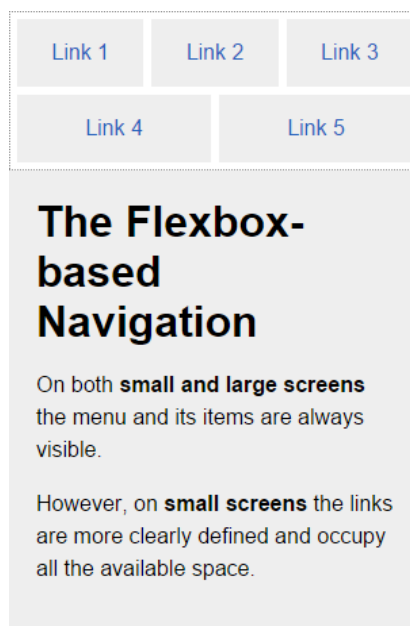 Link 1 Link 2 Link 3
Link 4 Link 5
The Flexbox-
based
Navigation
On both small and large screens
the menu and its items are always
visible.
However, on small screens the links
are more clearly defined and occupy
all the available space.